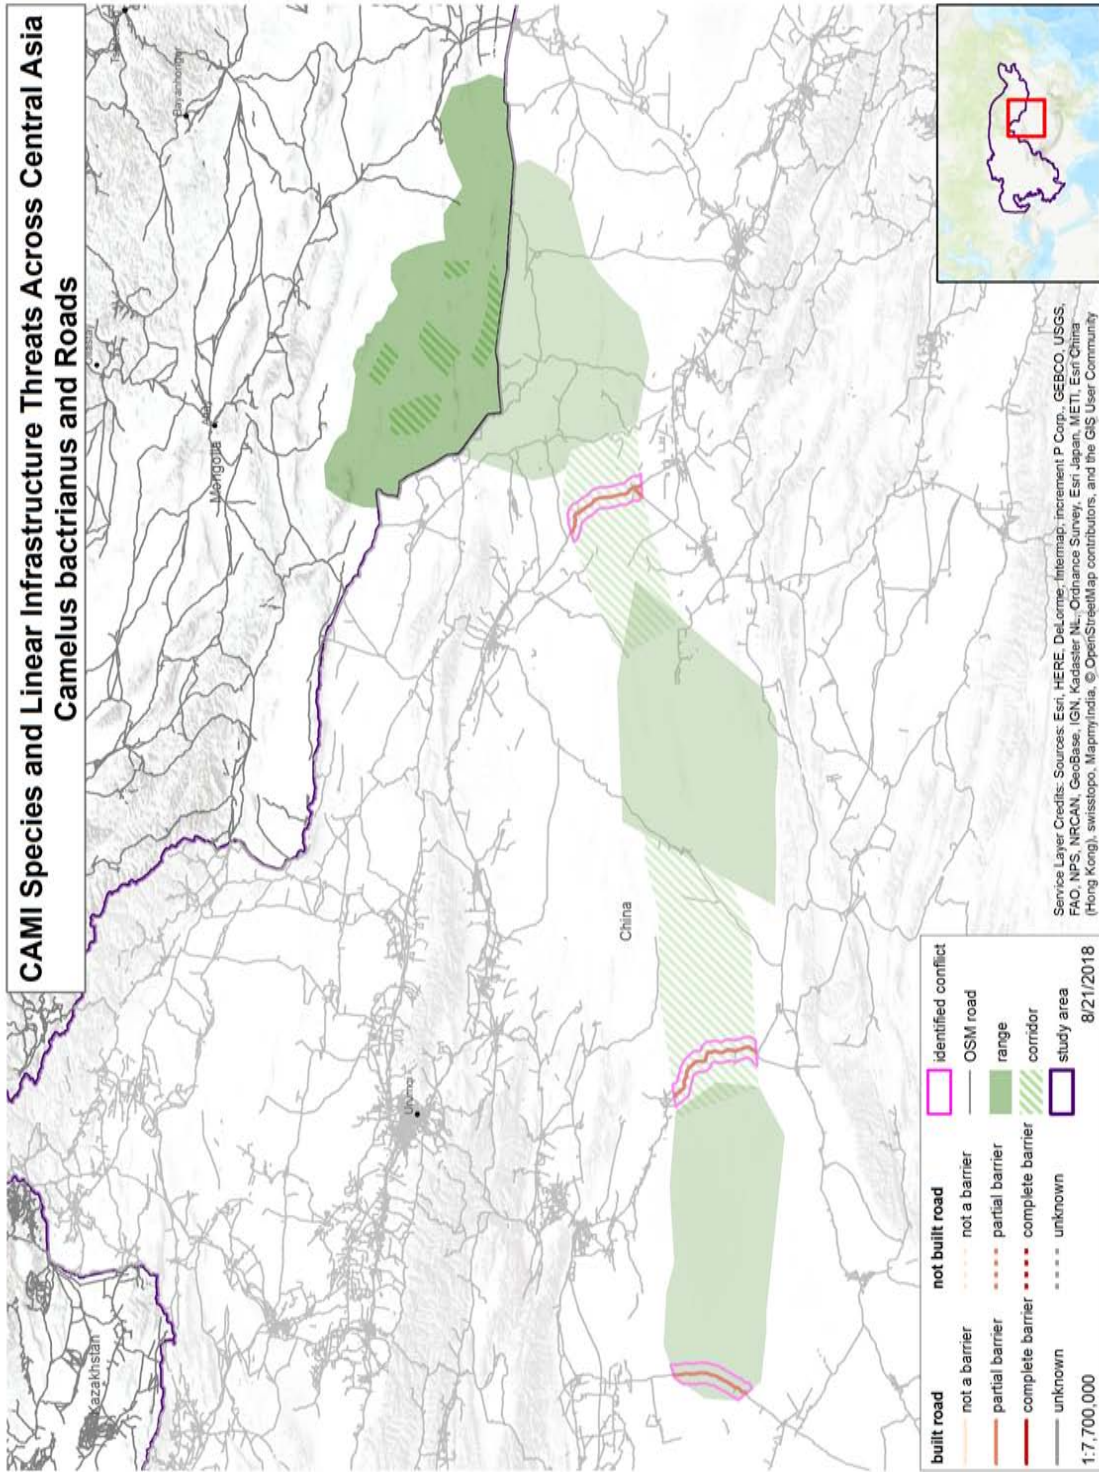 CAMI Species and Linear Infrastructure Threats Across Central Asia
Camelus bactrianus and Roads
Bayanhongor
Uliastay
Altai
Mongolia
Kazakhstan
Urumqi
China
built road
not a barrier
partial barrier
complete barrier
unknown
not built road
not a barrier
partial barrier
complete barrier
unknown
identified conflict
OSM road
range
corridor
study area
1:7,700,000
8/21/2018
Service Layer Credits: Sources: Esri, HERE, DeLorme, Intermap, increment P Corp., GEBCO, USGS,
FAO, NPS, NRCAN, GeoBase, IGN, Kadaster NL, Ordnance Survey, Esri Japan, METI, Esri China
(Hong Kong), swisstopo, MapmyIndia, © OpenStreetMap contributors, and the GIS User Community